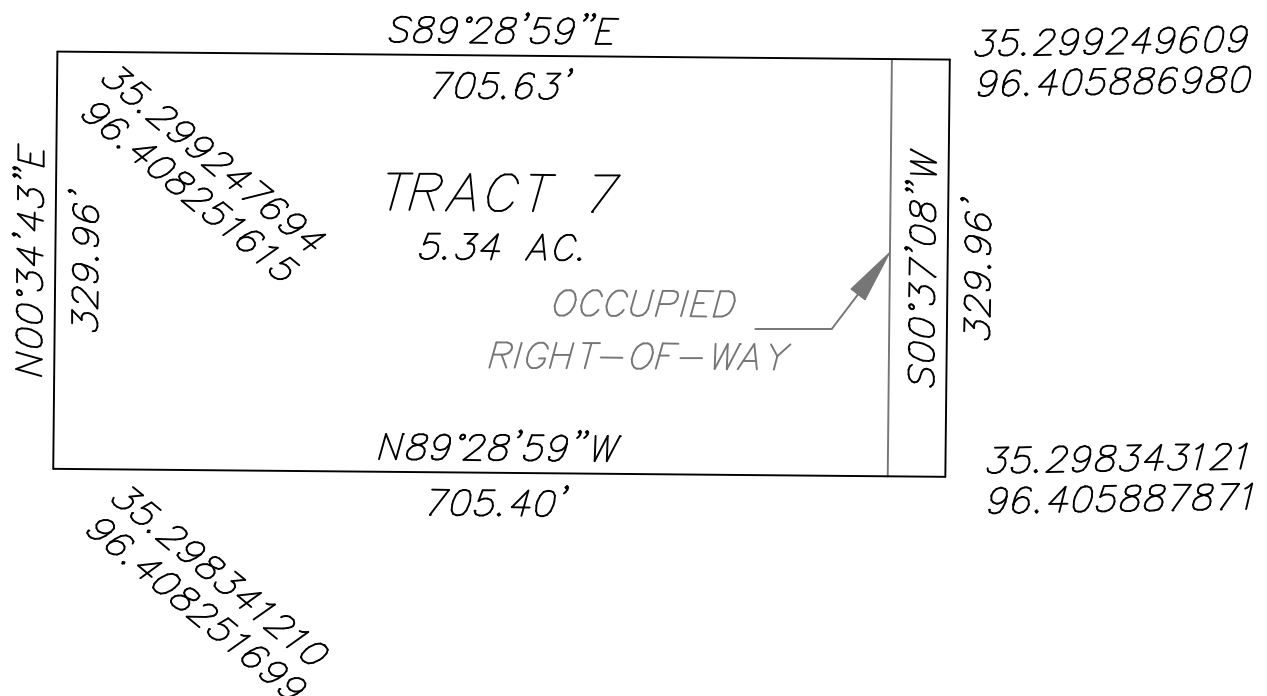 S89°28'59"E
705.63'
35.299249609
96.405886980
35.299247694
96.408251615
N00°34'43"E
329.96'
TRACT 7
5.34 AC.
OCCUPIED
RIGHT-OF-WAY
S00°37'08"W
329.96'
N89°28'59"W
705.40'
35.298343121
96.405887871
35.298341210
96.408251699